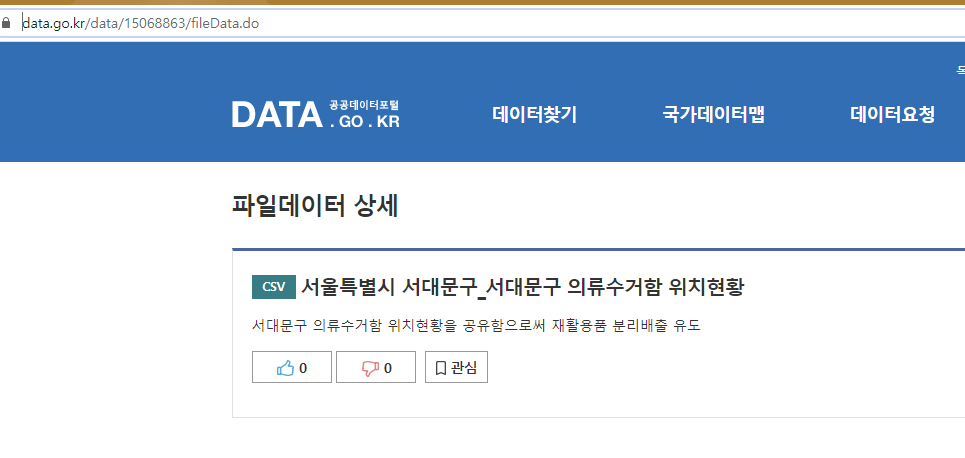 data.go.kr/data/15068863/fileData.do
DATA 공공데이터포털
. GO . KR
데이터찾기 국가데이터맵 데이터요청
파일데이터 상세
CSV 서울특별시 서대문구_서대문구 의류수거함 위치현황
서대문구 의류수거함 위치현황을 공유함으로써 재활용품 분리배출 유도
0 0 관심